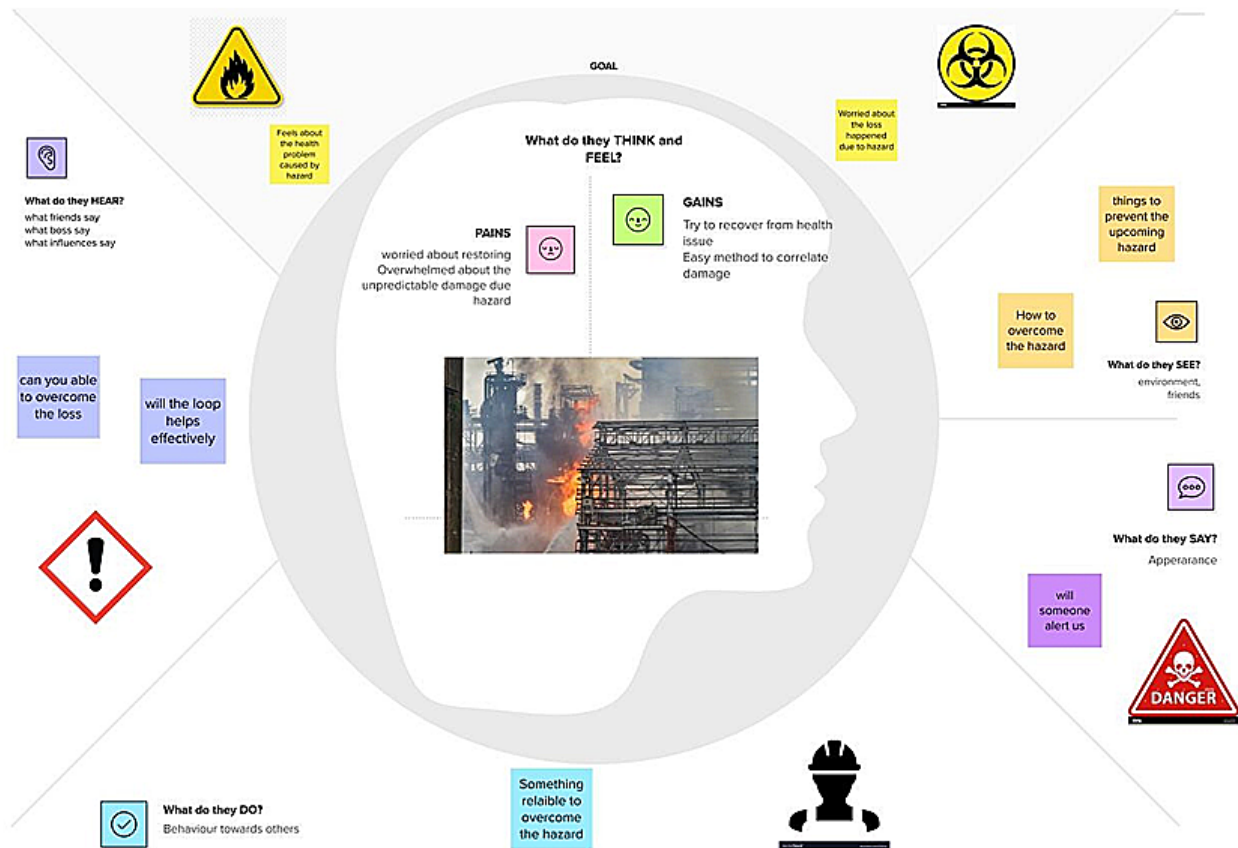 GOAL
Feels about
the health
problem
caused by
hazard
Worried about
the loss
happened
due to hazard
What do they THINK and
FEEL?
What do they HEAR?
what friends say
what boss say
what influences say
PAINS
worried about restoring
Overwhelmed about the
unpredictable damage due
hazard
GAINS
Try to recover from health
issue
Easy method to correlate
damage
things to
prevent the
upcoming
hazard
How to
overcome
the hazard
What do they SEE?
environment,
friends
can you able
to overcome
the loss
will the loop
helps
effectively
What do they SAY?
Apperarance
will
someone
alert us
DANGER
What do they DO?
Behaviour towards others
Something
relaible to
overcome
the hazard